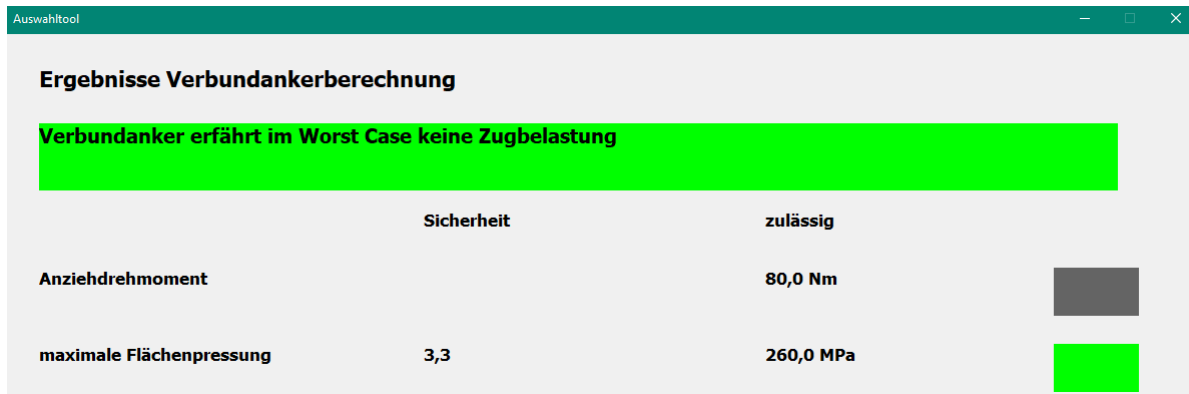 Auswahltool
Ergebnisse Verbundankerberechnung
Verbundanker erfährt im Worst Case keine Zugbelastung
Sicherheit zulässig
Anziehdrehmoment 80,0 Nm
maximale Flächenpressung 3,3 260,0 MPa